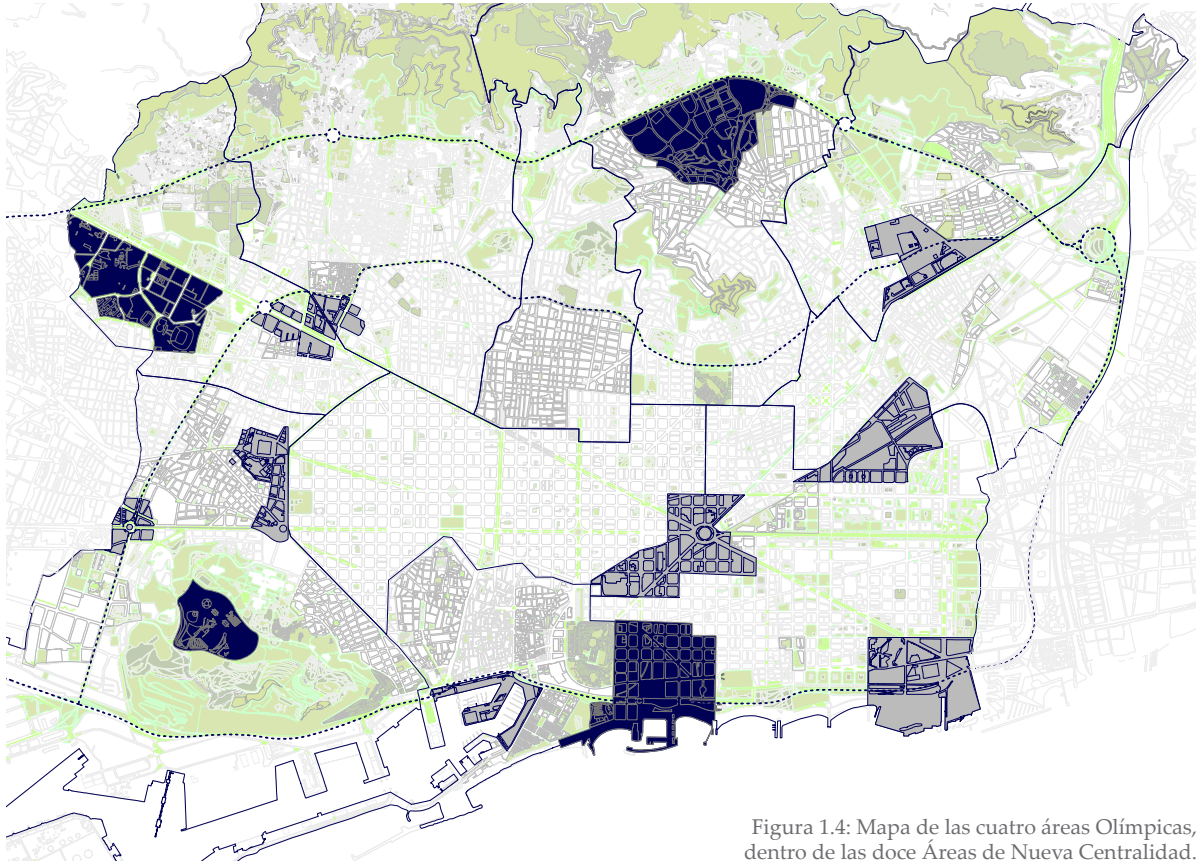 Figura 1.4: Mapa de las cuatro áreas Olímpicas,
dentro de las doce Áreas de Nueva Centralidad.